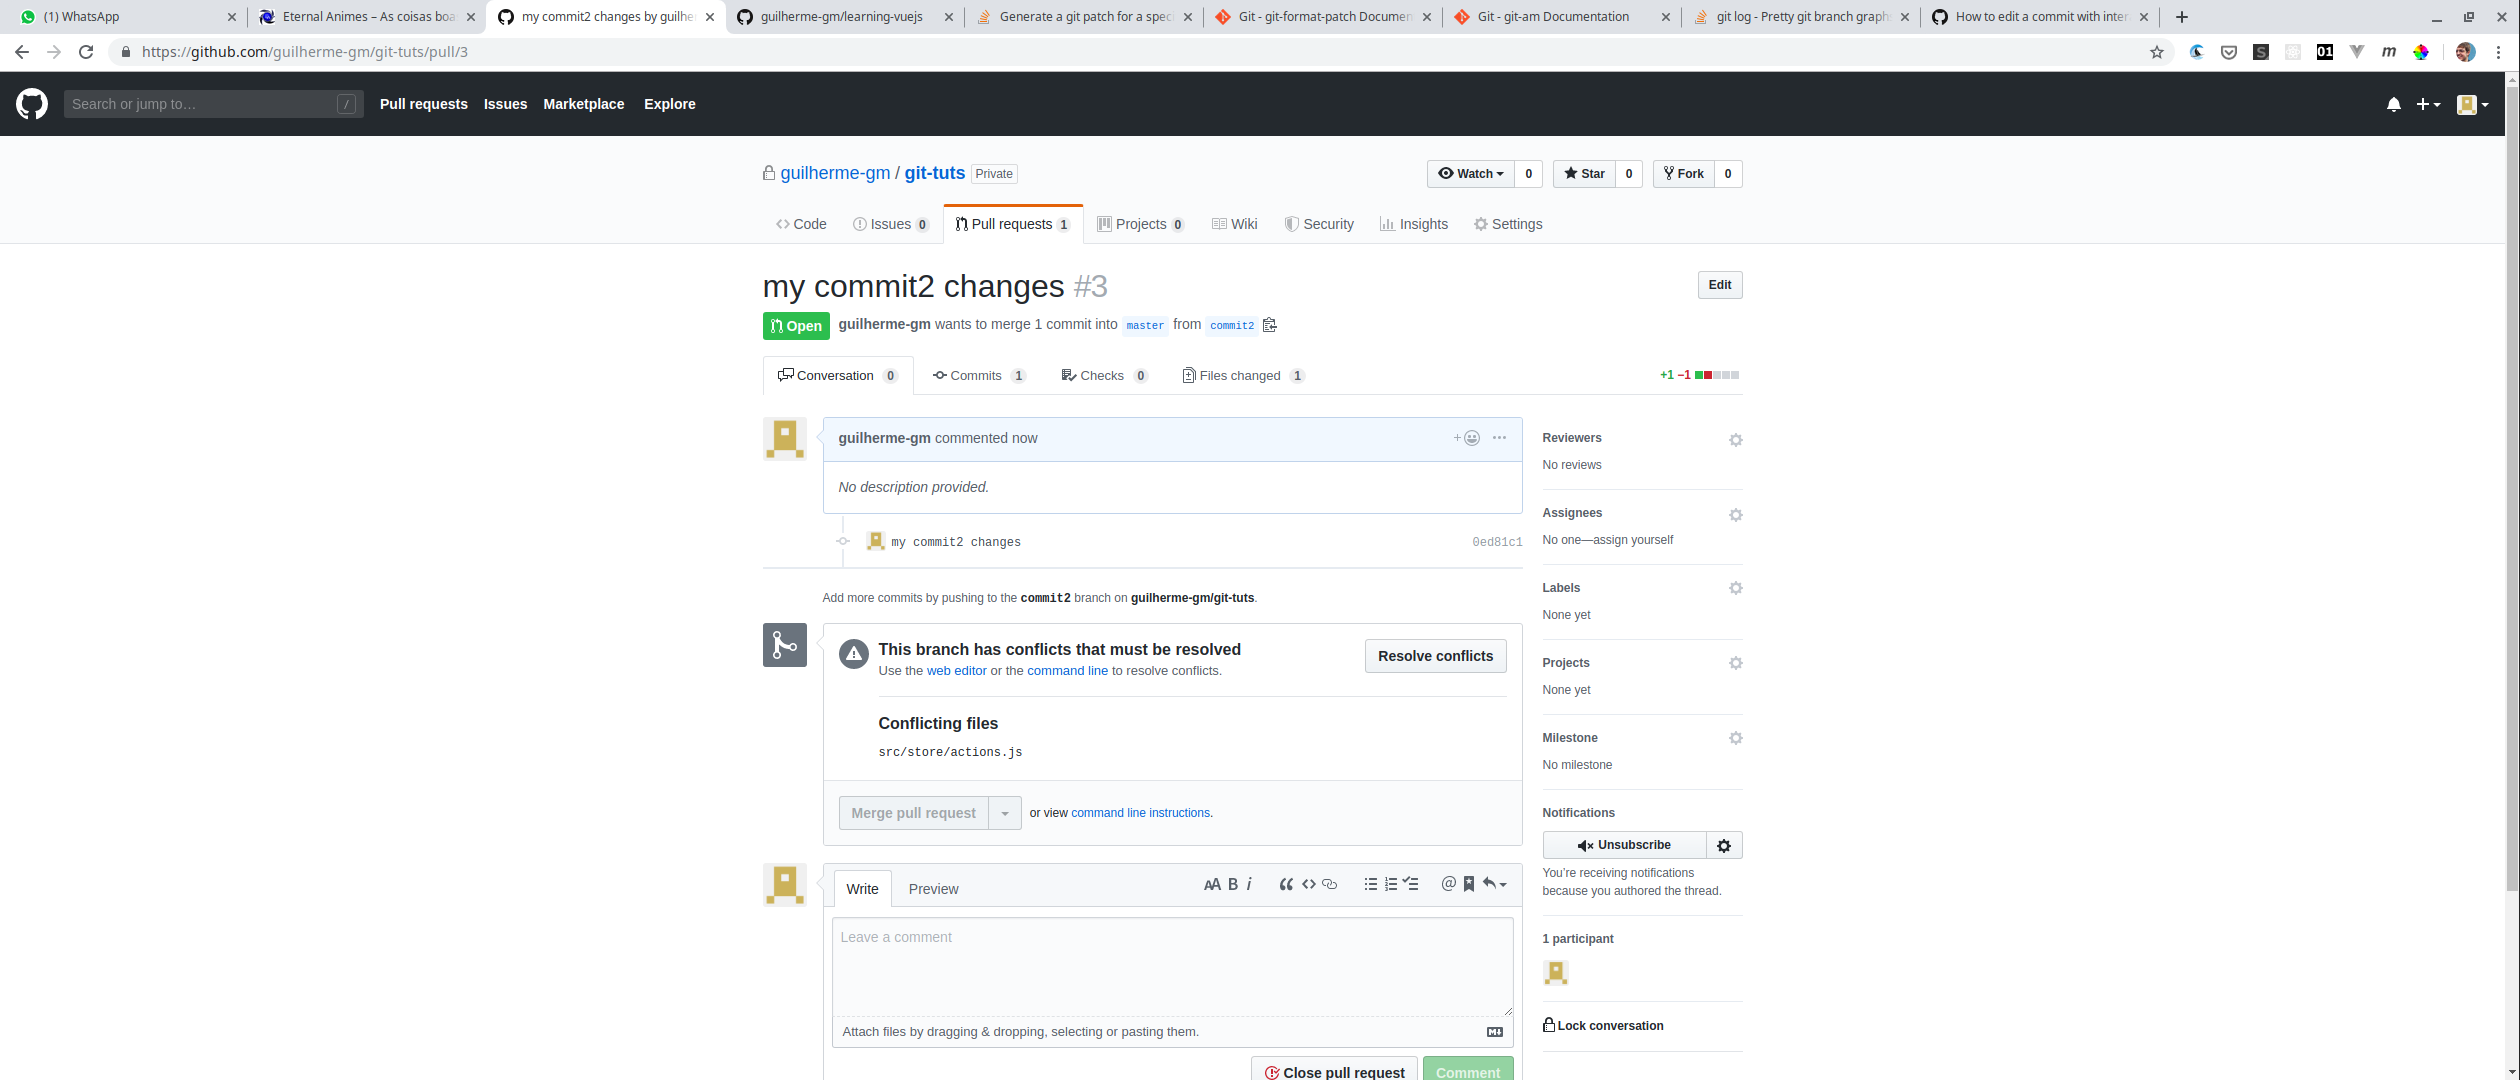 (1) WhatsApp
Eternal Animes – As coisas boa
my commit2 changes by guilhe
guilherme-gm/learning-vuejs
Generate a git patch for a spec
Git - git-format-patch Documen
Git - git-am Documentation
git log - Pretty git branch graph
How to edit a commit with inter
https://github.com/guilherme-gm/git-tuts/pull/3
S
01
m
Search or jump to…
/
Pull requests
Issues
Marketplace
Explore
guilherme-gm / git-tuts Private
Watch 0
Star 0
Fork 0
Code
Issues 0
Pull requests 1
Projects 0
Wiki
Security
Insights
Settings
my commit2 changes #3
Edit
Open
guilherme-gm wants to merge 1 commit into master from commit2
Conversation 0
Commits 1
Checks 0
Files changed 1
+1 −1
guilherme-gm commented now
No description provided.
my commit2 changes
0ed81c1
Add more commits by pushing to the commit2 branch on guilherme-gm/git-tuts.
This branch has conflicts that must be resolved
Use the web editor or the command line to resolve conflicts.
Resolve conflicts
Conflicting files
src/store/actions.js
Merge pull request
or view command line instructions.
Write
Preview
AA B i
@
Leave a comment
Attach files by dragging & dropping, selecting or pasting them.
Close pull request
Comment
Reviewers
No reviews
Assignees
No one—assign yourself
Labels
None yet
Projects
None yet
Milestone
No milestone
Notifications
Unsubscribe
You’re receiving notifications
because you authored the thread.
1 participant
Lock conversation